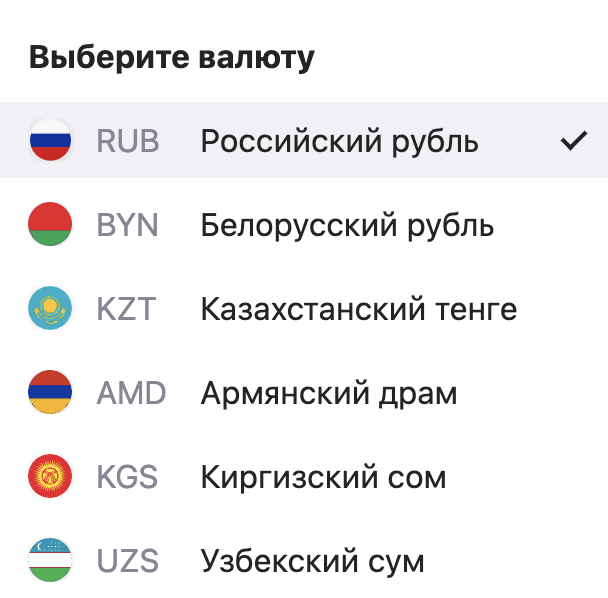 Выберите валюту
RUB Российский рубль
BYN Белорусский рубль
KZT Казахстанский тенге
AMD Армянский драм
KGS Киргизский сом
UZS Узбекский сум